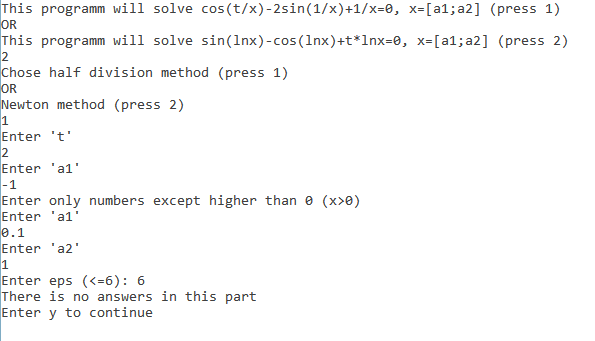 This programm will solve cos(t/x)-2sin(1/x)+1/x=0, x=[a1;a2] (press 1)
OR
This programm will solve sin(lnx)-cos(lnx)+t*lnx=0, x=[a1;a2] (press 2)
2
Chose half division method (press 1)
OR
Newton method (press 2)
1
Enter 't'
2
Enter 'a1'
-1
Enter only numbers except higher than 0 (x>0)
Enter 'a1'
0.1
Enter 'a2'
1
Enter eps (<=6): 6
There is no answers in this part
Enter y to continue